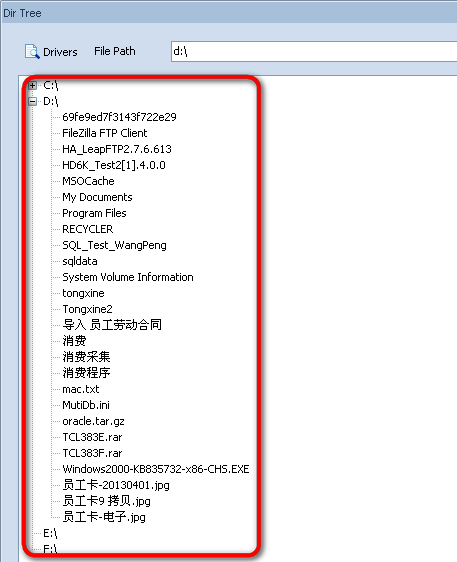 Dir Tree
Drivers File Path d:\
C:\
D:\
69fe9ed7f3143f722e29
FileZilla FTP Client
HA_LeapFTP2.7.6.613
HD6K_Test2[1].4.0.0
MSOCache
My Documents
Program Files
RECYCLER
SQL_Test_WangPeng
sqldata
System Volume Information
tongxine
Tongxine2
导入 员工劳动合同
消费
消费采集
消费程序
mac.txt
MutiDb.ini
oracle.tar.gz
TCL383E.rar
TCL383F.rar
Windows2000-KB835732-x86-CHS.EXE
员工卡-20130401.jpg
员工卡9 拷贝.jpg
员工卡-电子.jpg
E:\
F:\